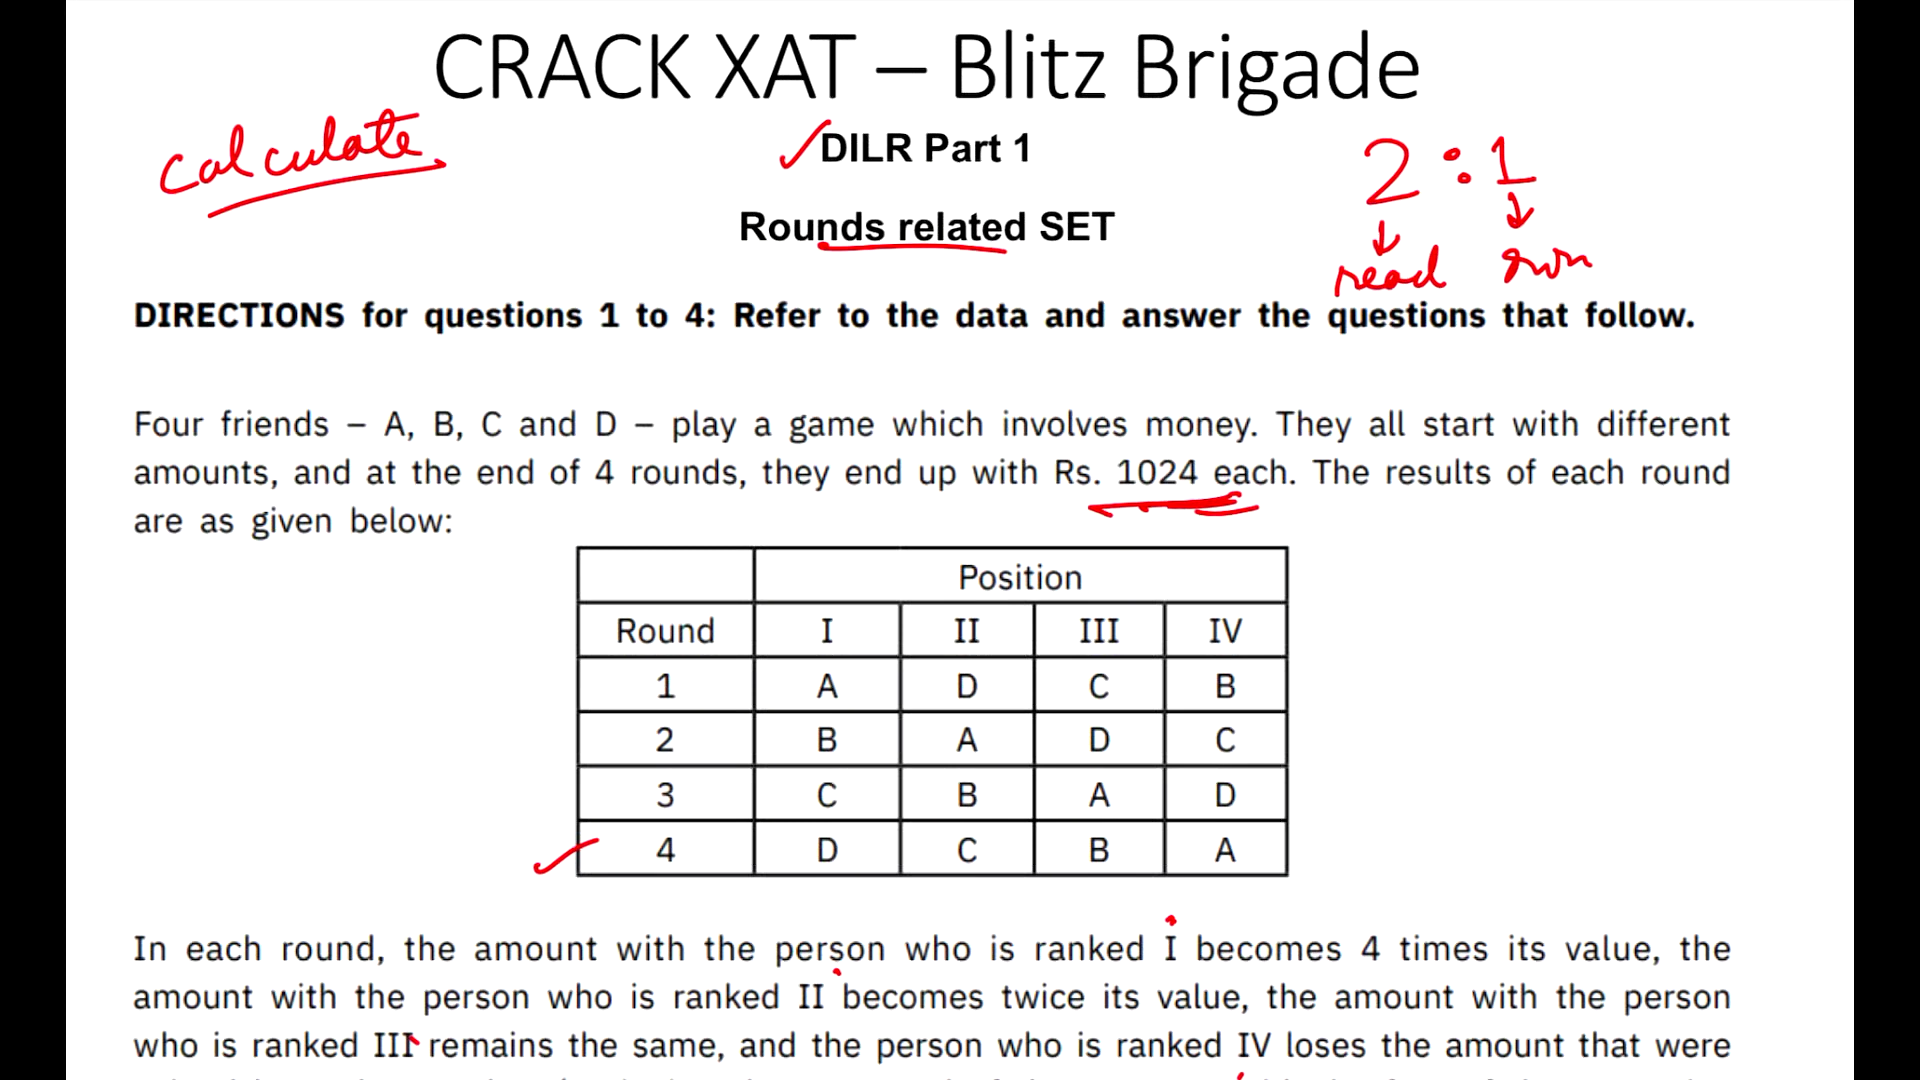 CRACK XAT – Blitz Brigade
calculate
DILR Part 1
2 : 1
Rounds related SET
read
DIRECTIONS for questions 1 to 4: Refer to the data and answer the questions that follow.
Four friends – A, B, C and D – play a game which involves money. They all start with different
amounts, and at the end of 4 rounds, they end up with Rs. 1024 each. The results of each round
are as given below:
Position
Round I II III IV
1 A D C B
2 B A D C
3 C B A D
4 D C B A
In each round, the amount with the person who is ranked I becomes 4 times its value, the
amount with the person who is ranked II becomes twice its value, the amount with the person
who is ranked III remains the same, and the person who is ranked IV loses the amount that were